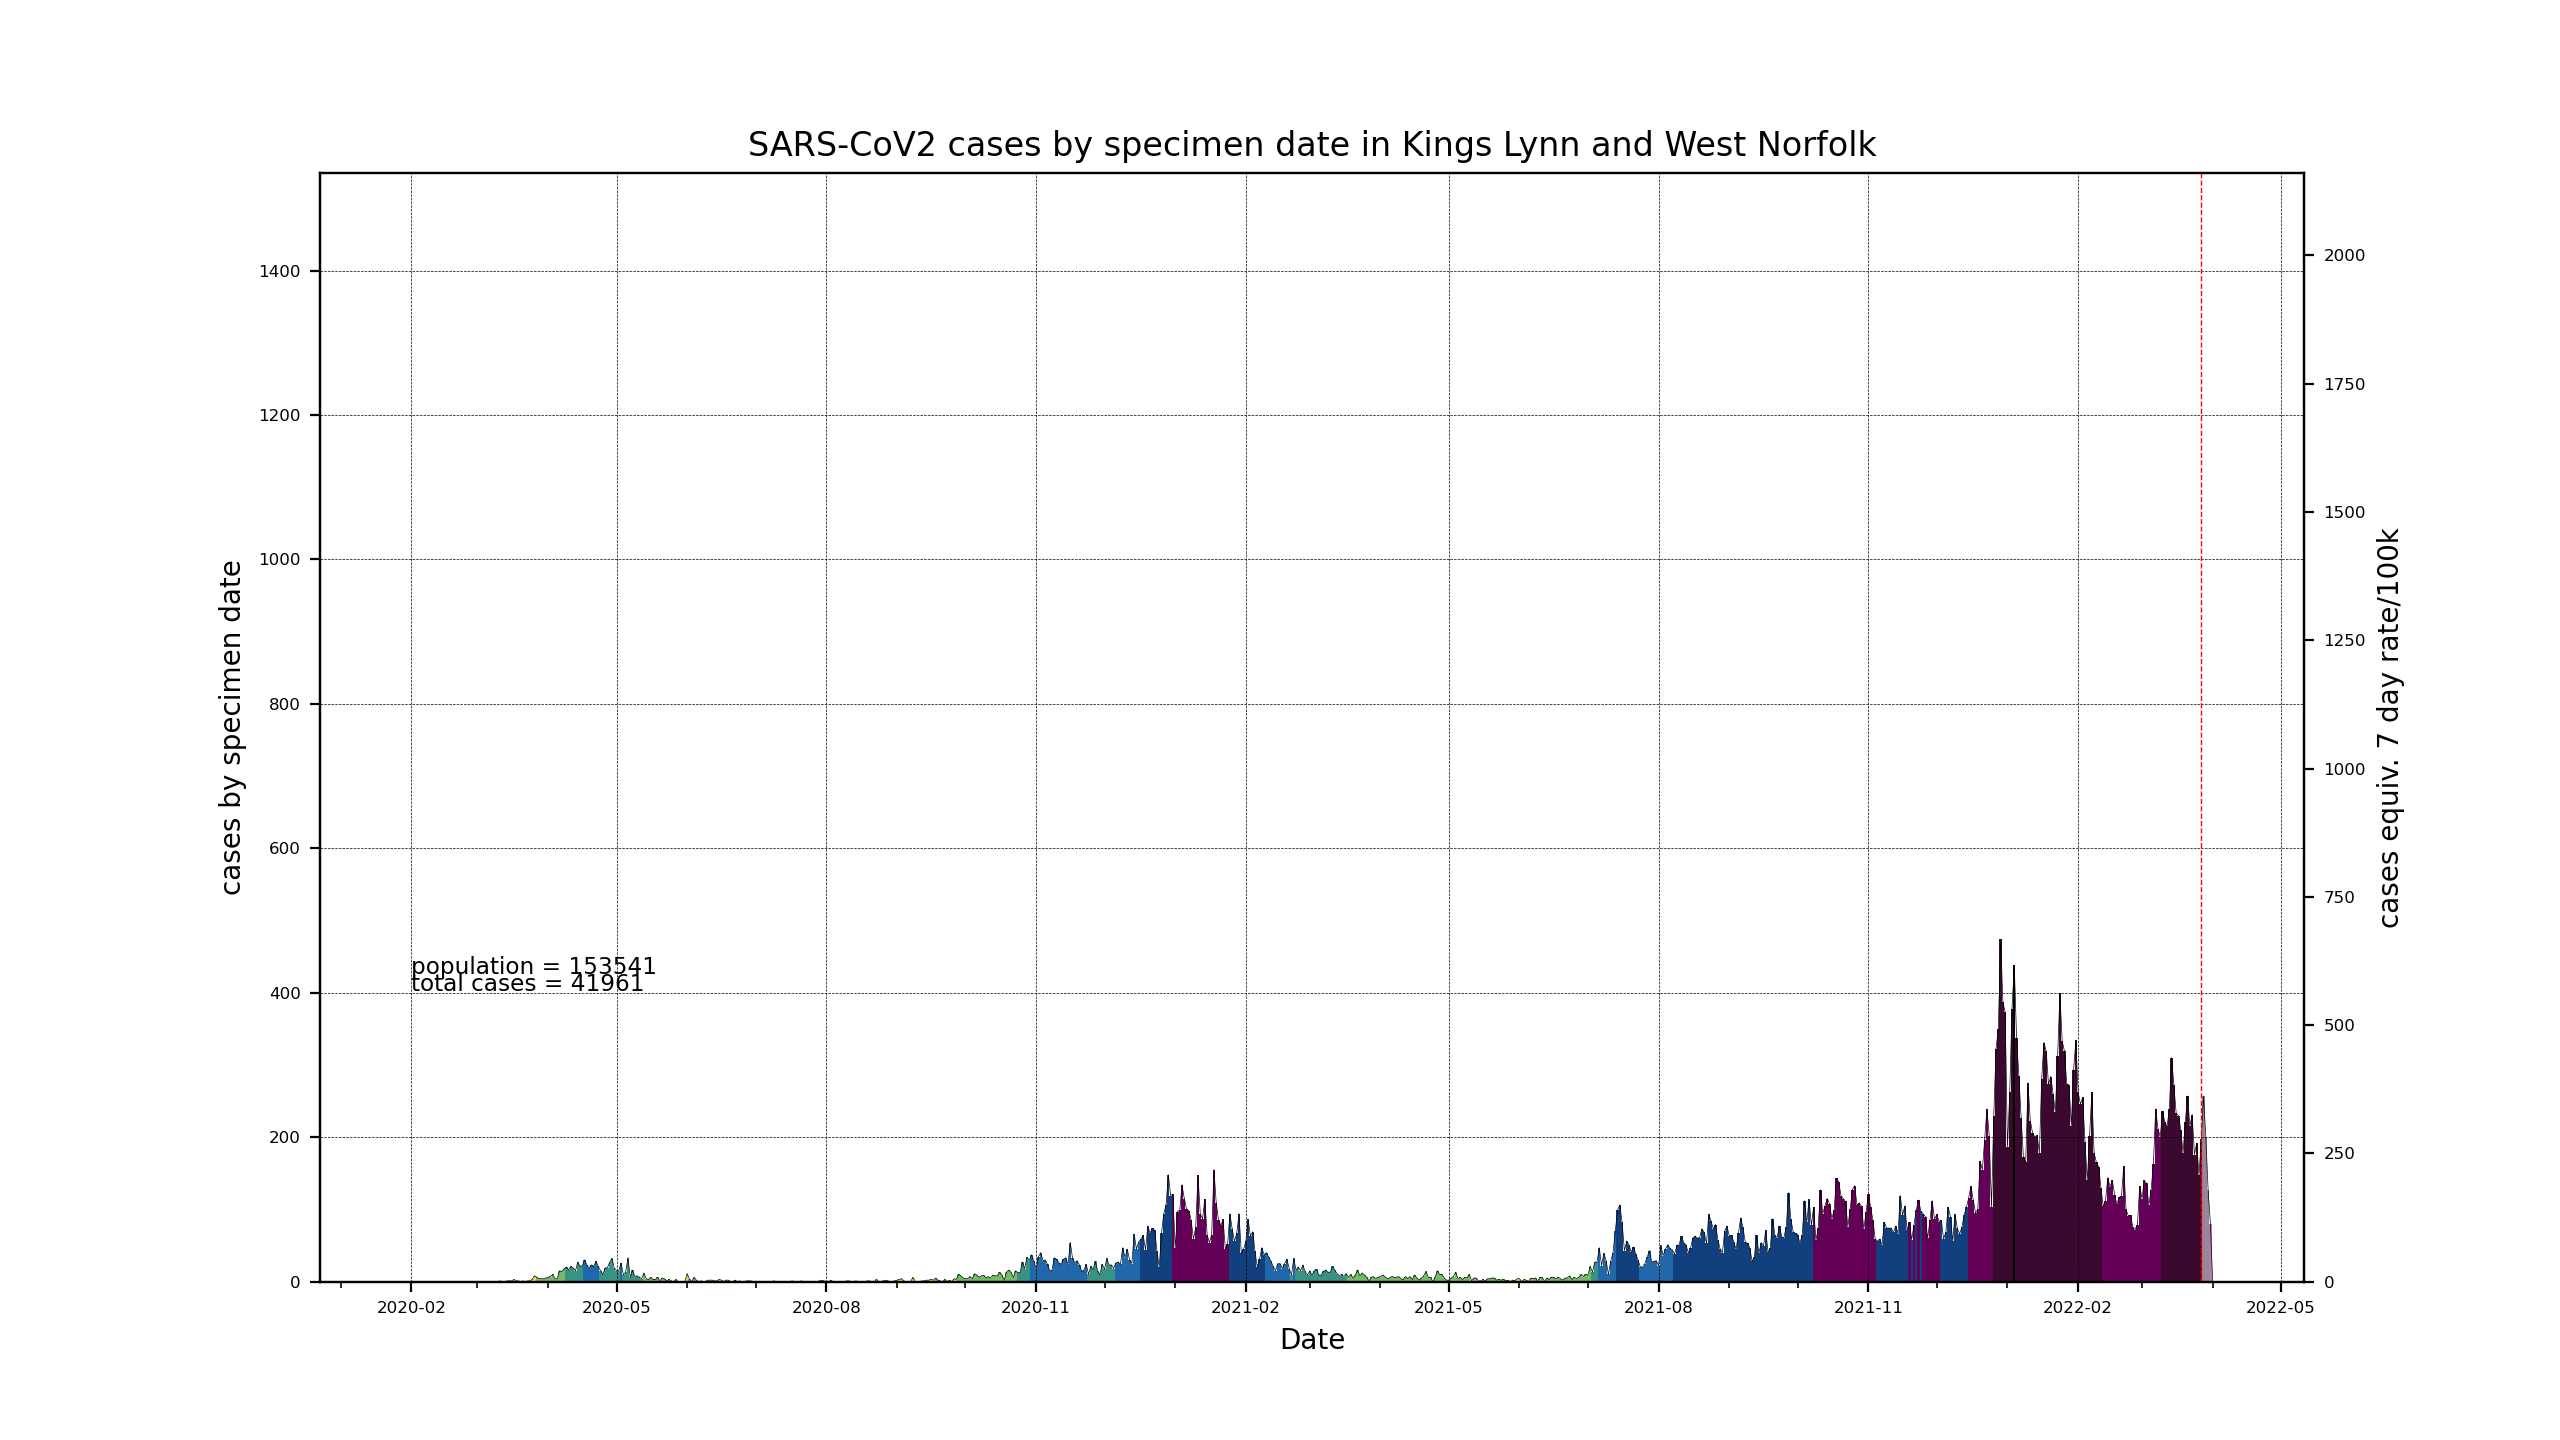 SARS-CoV2 cases by specimen date in Kings Lynn and West Norfolk
cases by specimen date
1400
1200
1000
800
600
400
200
0
population = 153541
total cases = 41961
2000
1750
1500
1250
1000
750
500
250
0
cases equiv. 7 day rate/100k
2020-02 2020-05 2020-08 2020-11 2021-02 2021-05 2021-08 2021-11 2022-02 2022-05
Date